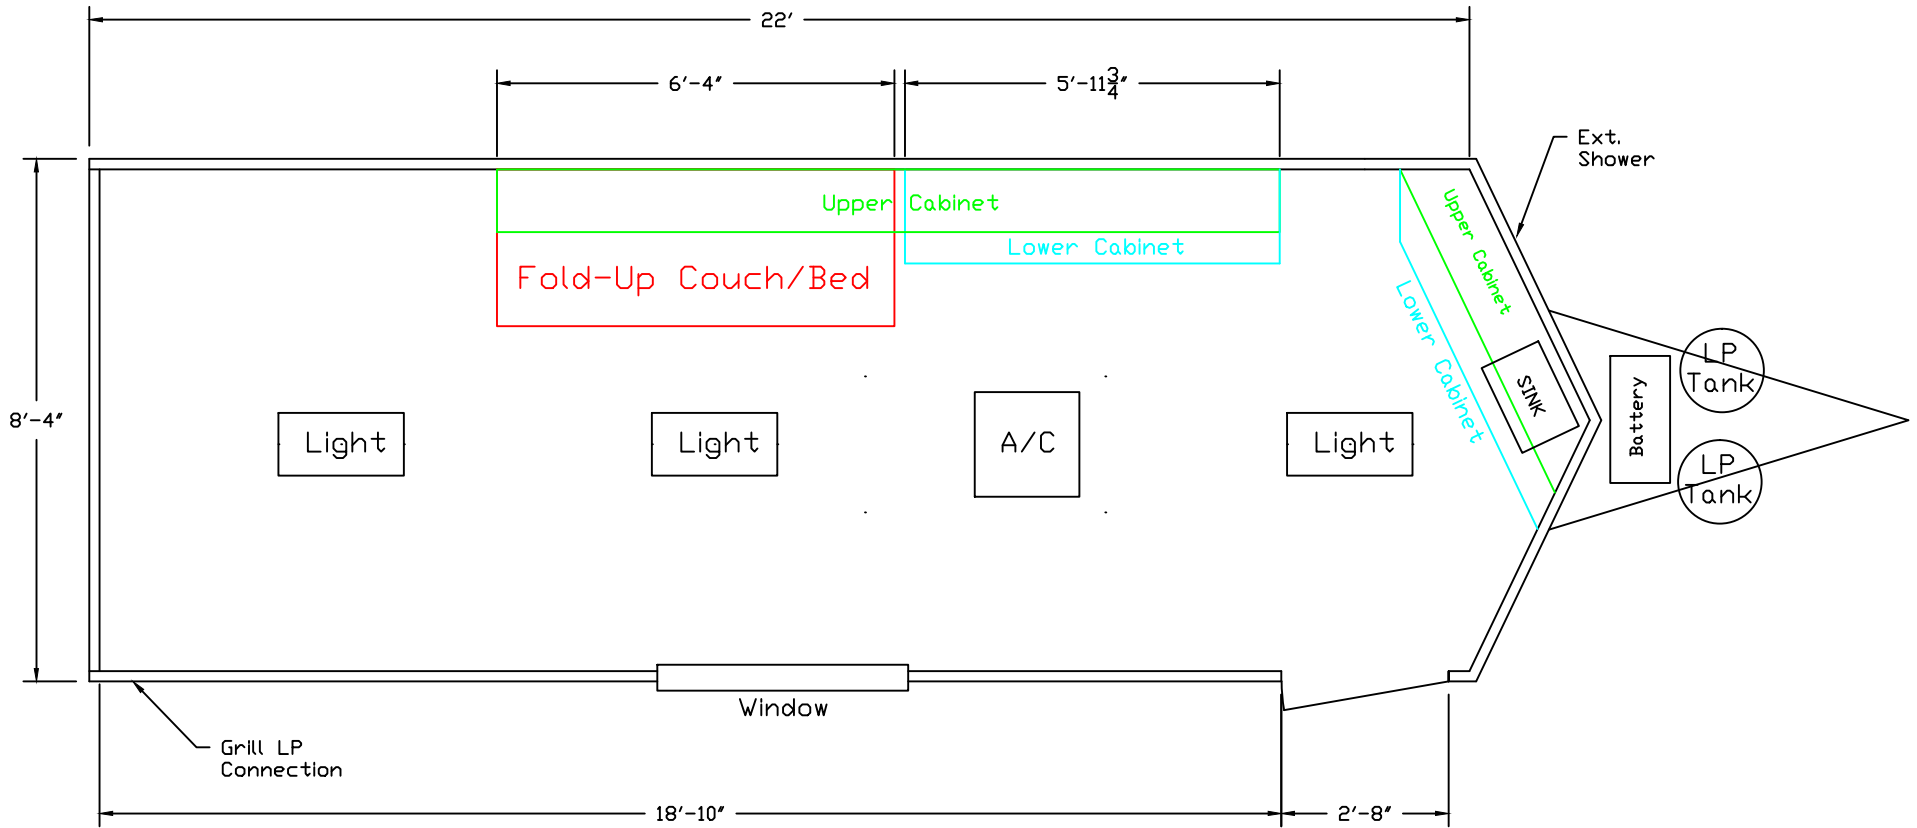 22'
6'-4"
5'-11 3/4"
Ext.
Shower
Upper Cabinet
Lower Cabinet
Fold-Up Couch/Bed
Upper Cabinet
Lower Cabinet
SINK
LP
Tank
Battery
LP
Tank
8'-4"
Light
Light
A/C
Light
Window
Grill LP
Connection
18'-10"
2'-8"